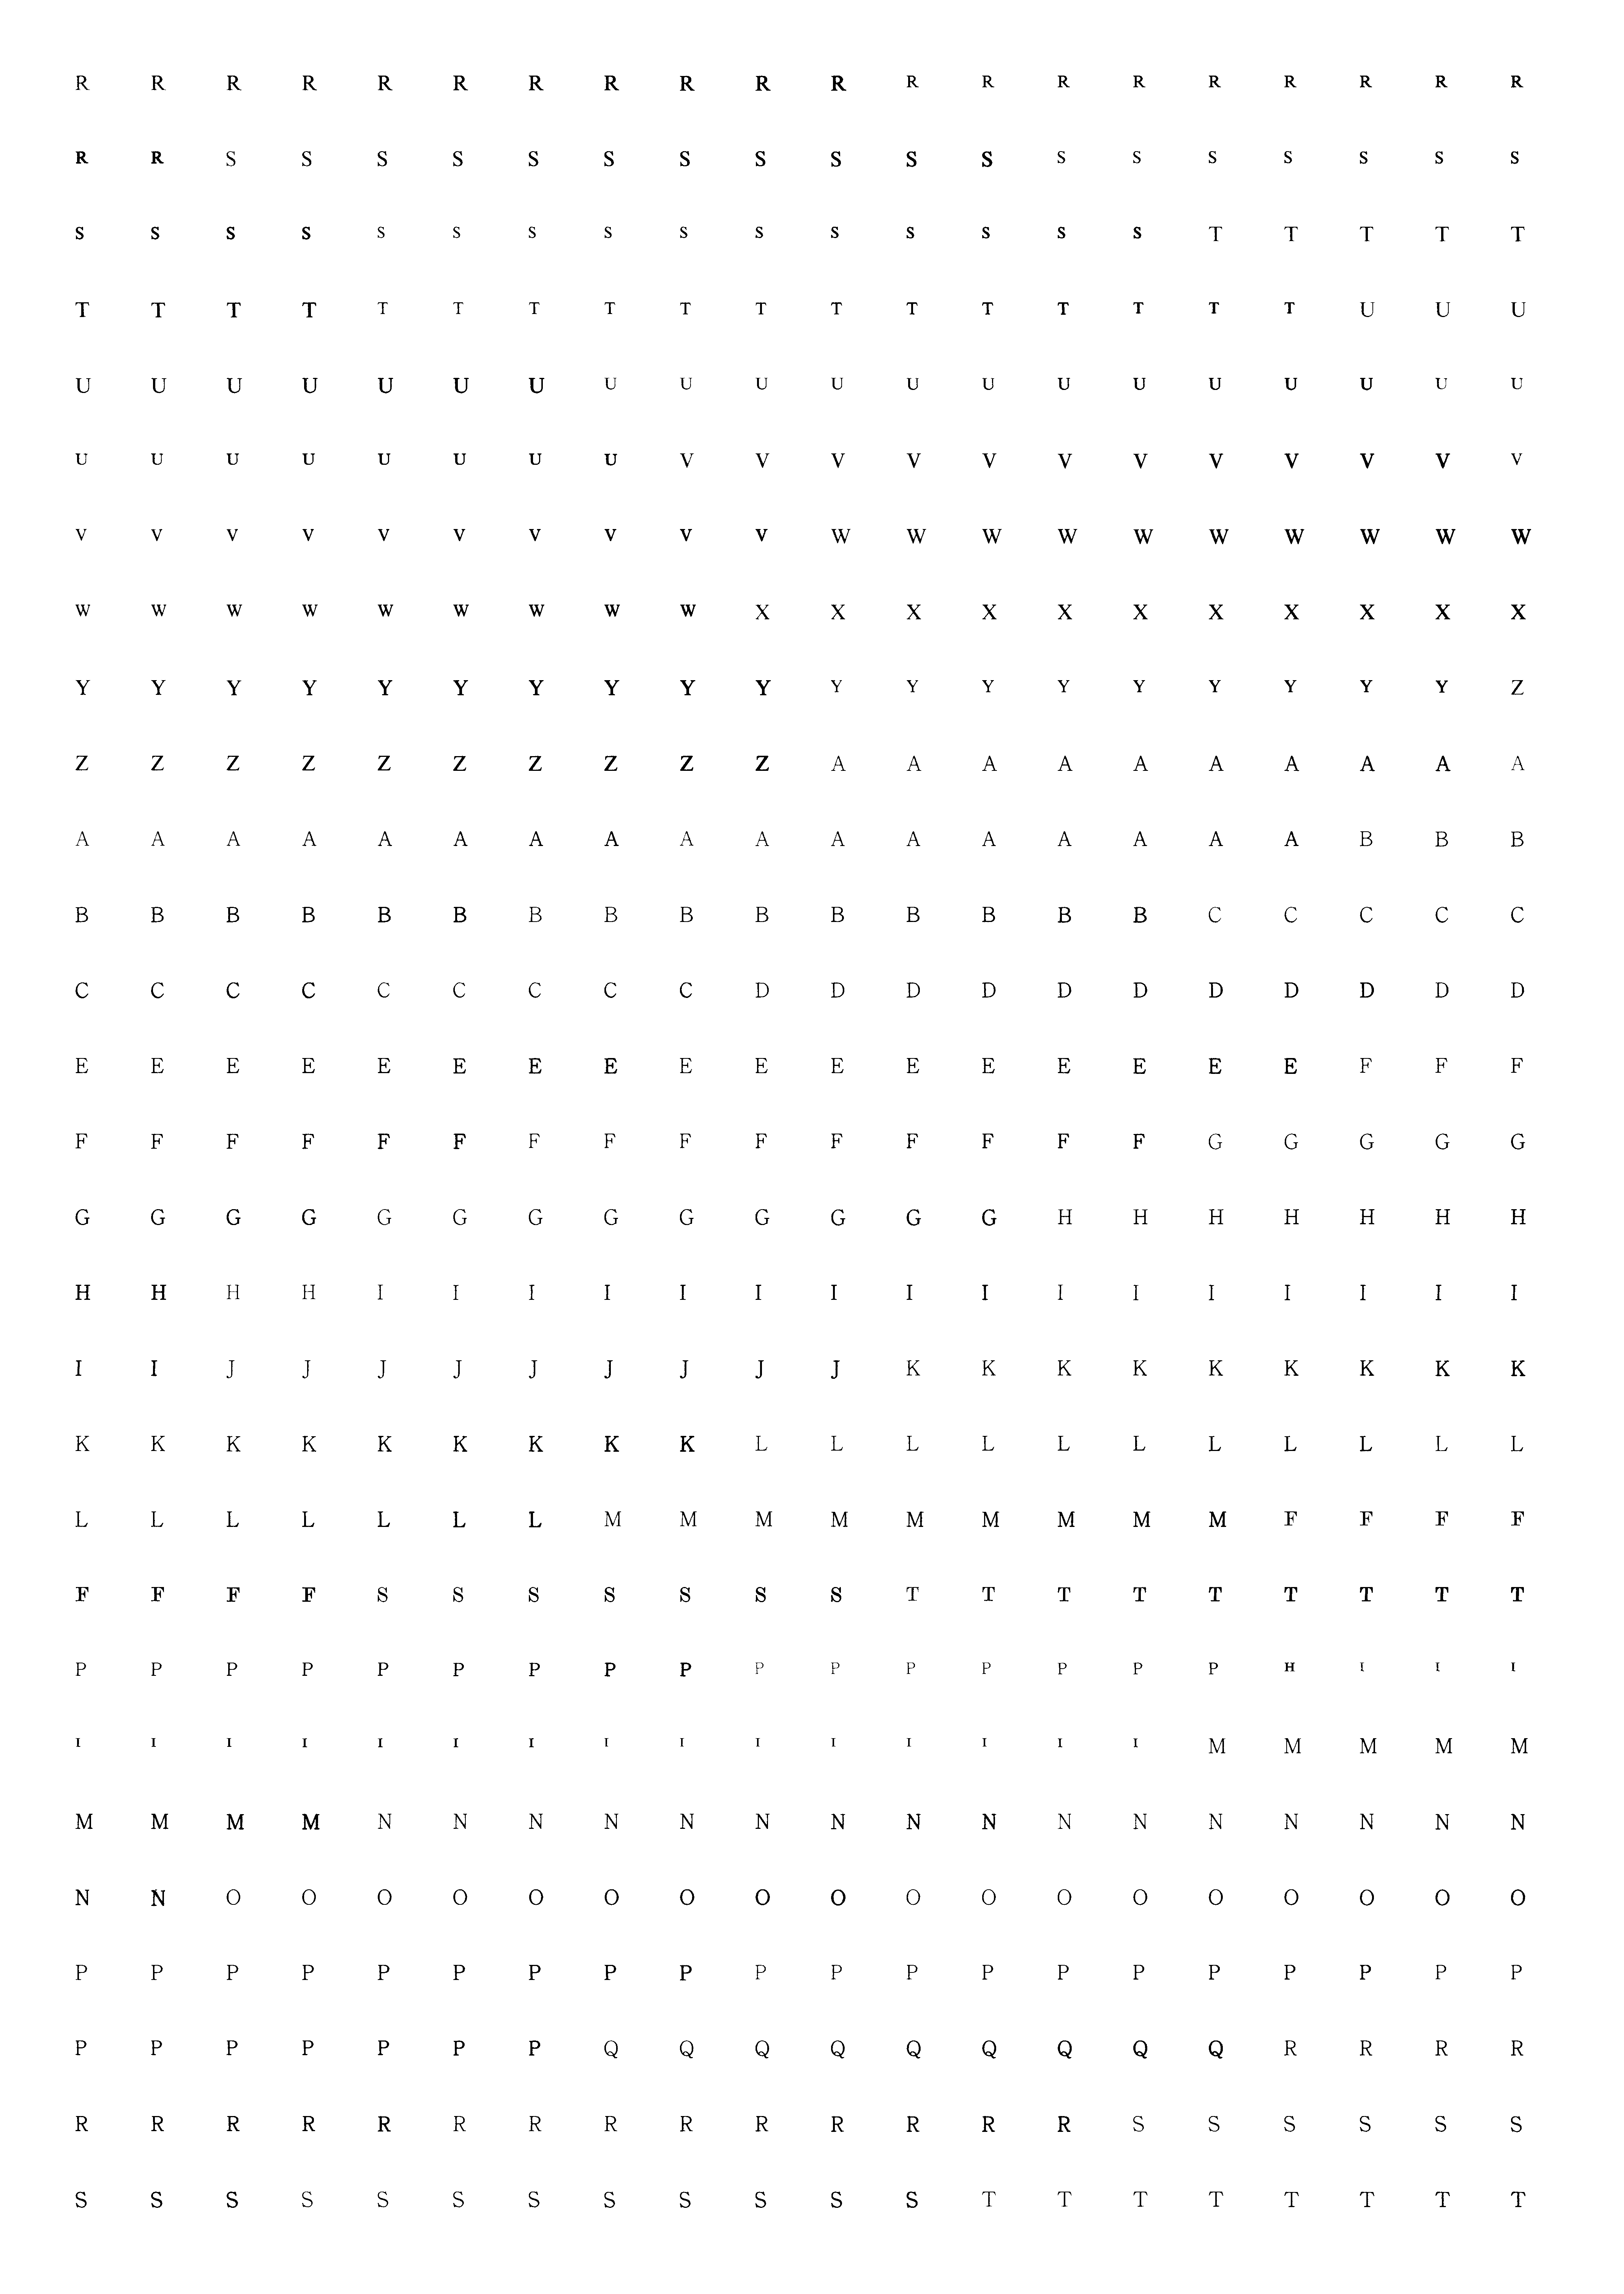 R R R R R R R R R R R R R R R R R R R R
R R S S S S S S S S S S S S S S S S S S
S S S S S S S S S S S S S S S T T T T T
T T T T T T T T T T T T T T T T T U U U
U U U U U U U U U U U U U U U U U U U U
U U U U U U U U V V V V V V V V V V V V
V V V V V V V V V V W W W W W W W W W W
W W W W W W W W W X X X X X X X X X X X
Y Y Y Y Y Y Y Y Y Y Y Y Y Y Y Y Y Y Y Z
Z Z Z Z Z Z Z Z Z Z A A A A A A A A A A
A A A A A A A A A A A A A A A A A B B B
B B B B B B B B B B B B B B B C C C C C
C C C C C C C C C D D D D D D D D D D D
E E E E E E E E E E E E E E E E E F F F
F F F F F F F F F F F F F F F G G G G G
G G G G G G G G G G G G G H H H H H H H
H H H H I I I I I I I I I I I I I I I I
I I J J J J J J J J J K K K K K K K K K
K K K K K K K K K L L L L L L L L L L L
L L L L L L L M M M M M M M M M F F F F
F F F F S S S S S S S T T T T T T T T T
P P P P P P P P P P P P P P P P H I I I
I I I I I I I I I I I I I I I M M M M M
M M M M N N N N N N N N N N N N N N N N
N N O O O O O O O O O O O O O O O O O O
P P P P P P P P P P P P P P P P P P P P
P P P P P P P Q Q Q Q Q Q Q Q Q R R R R
R R R R R R R R R R R R R R S S S S S S
S S S S S S S S S S S S T T T T T T T T